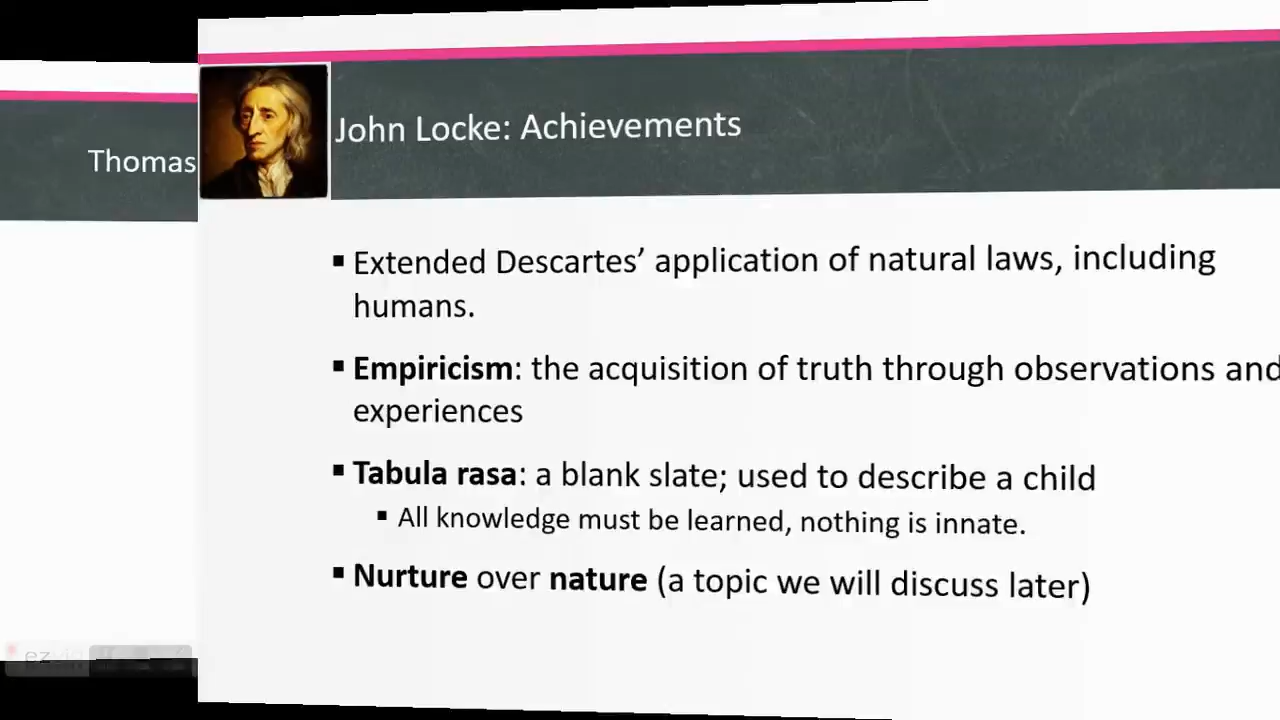 Thomas
John Locke: Achievements
▪ Extended Descartes’ application of natural laws, including
humans.
▪ Empiricism: the acquisition of truth through observations and
experiences
▪ Tabula rasa: a blank slate; used to describe a child
▪ All knowledge must be learned, nothing is innate.
▪ Nurture over nature (a topic we will discuss later)